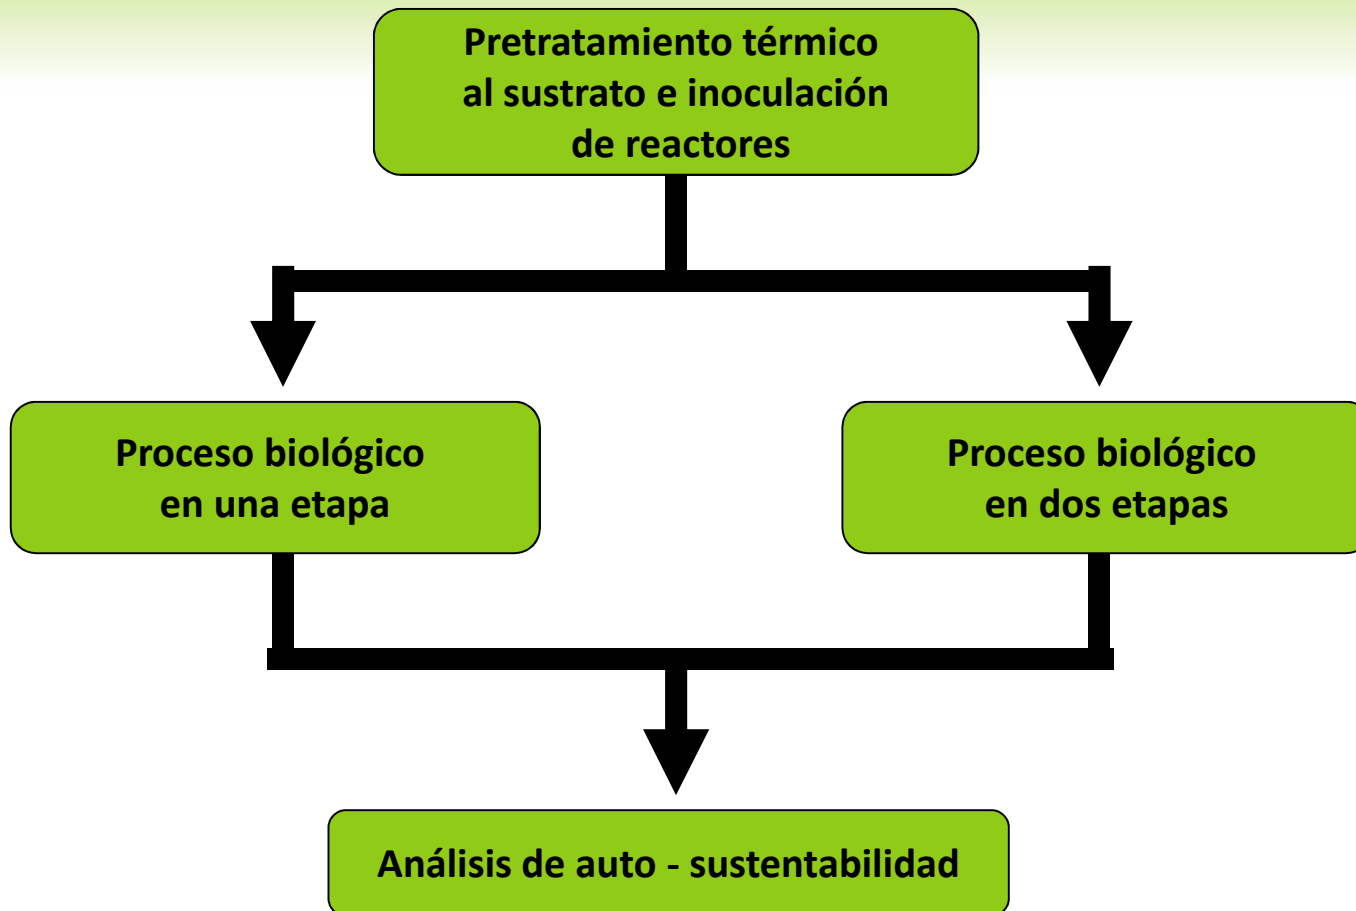 Pretratamiento térmico
al sustrato e inoculación
de reactores
Proceso biológico
en una etapa
Proceso biológico
en dos etapas
Análisis de auto - sustentabilidad